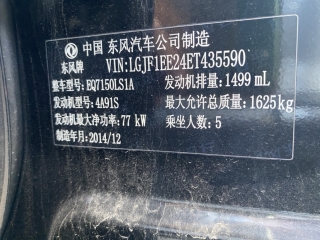 中国 东风汽车公司制造
东风牌 VIN:LGJF1EE24ET435590
整车型号: EQ7150LS1A 发动机排量: 1499 mL
发动机型号: 4A91S 最大允许总质量: 1625kg
发动机最大净功率: 77 kW 乘坐人数: 5
制造年月: 2014/12